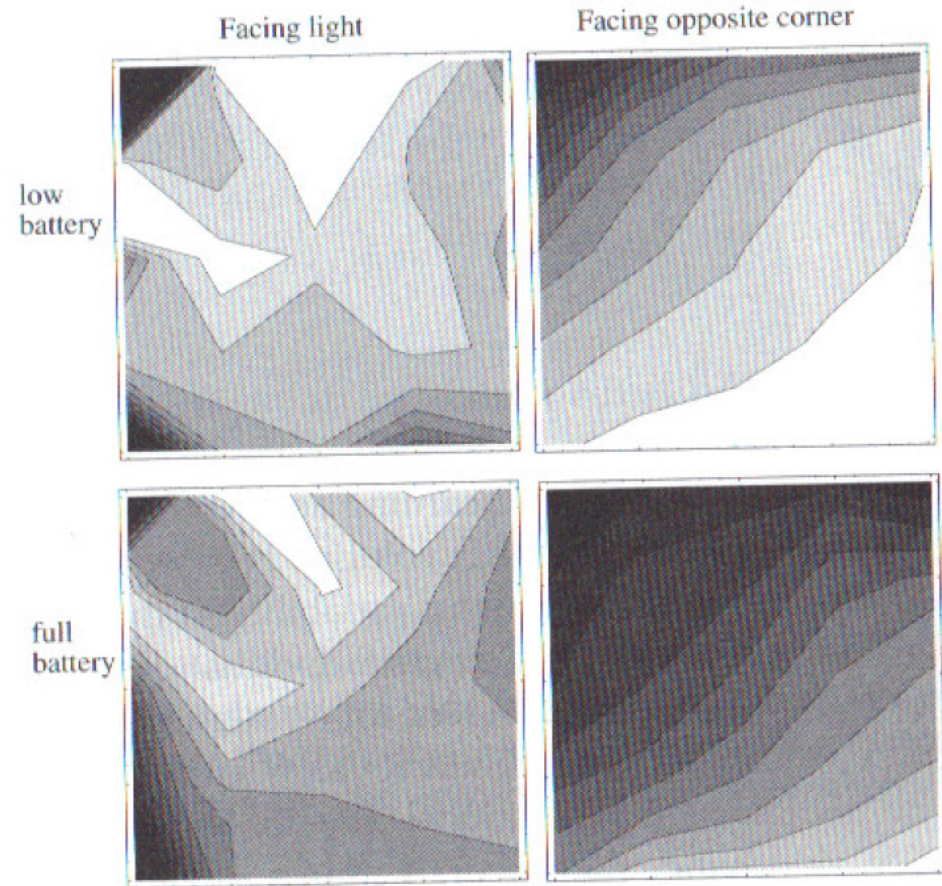 Facing light
Facing opposite corner
low
battery
full
battery